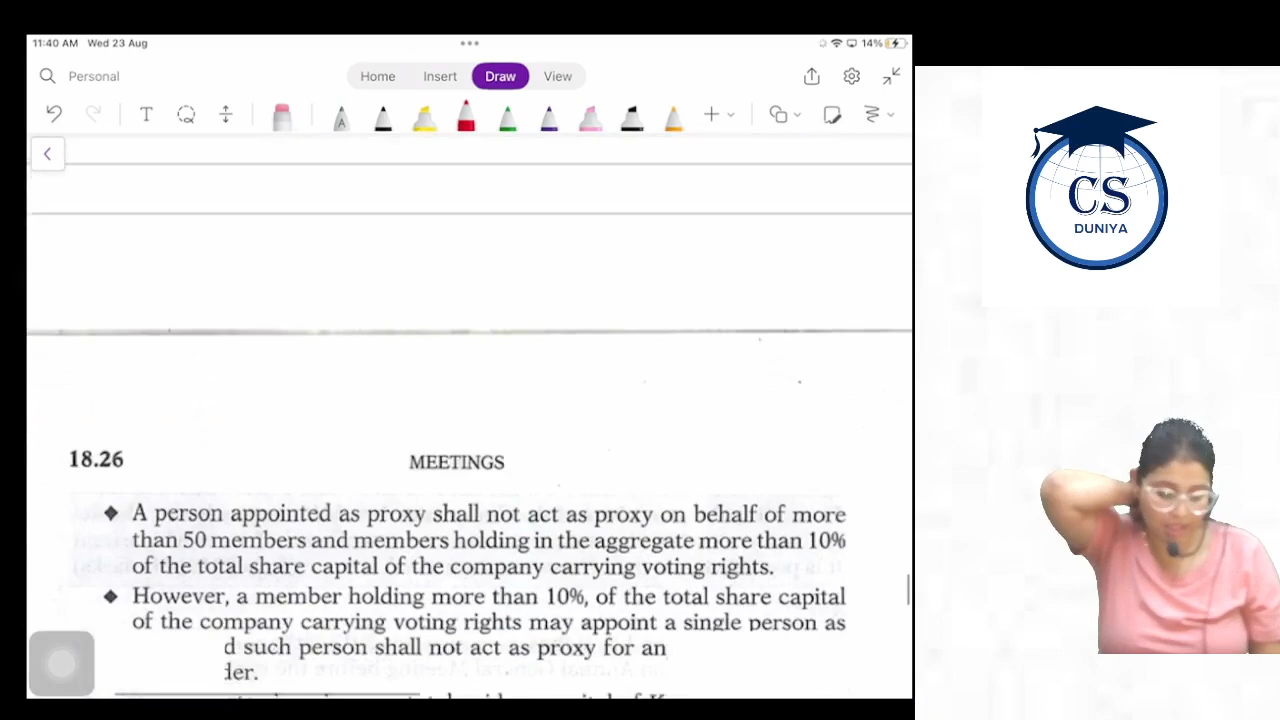 11:40 AM Wed 23 Aug
14%
Personal
Home Insert Draw View
T
A
CS
DUNIYA
18.26
MEETINGS
◆ A person appointed as proxy shall not act as proxy on behalf of more
than 50 members and members holding in the aggregate more than 10%
of the total share capital of the company carrying voting rights.
◆ However, a member holding more than 10%, of the total share capital
of the company carrying voting rights may appoint a single person as
d such person shall not act as proxy for an
der.